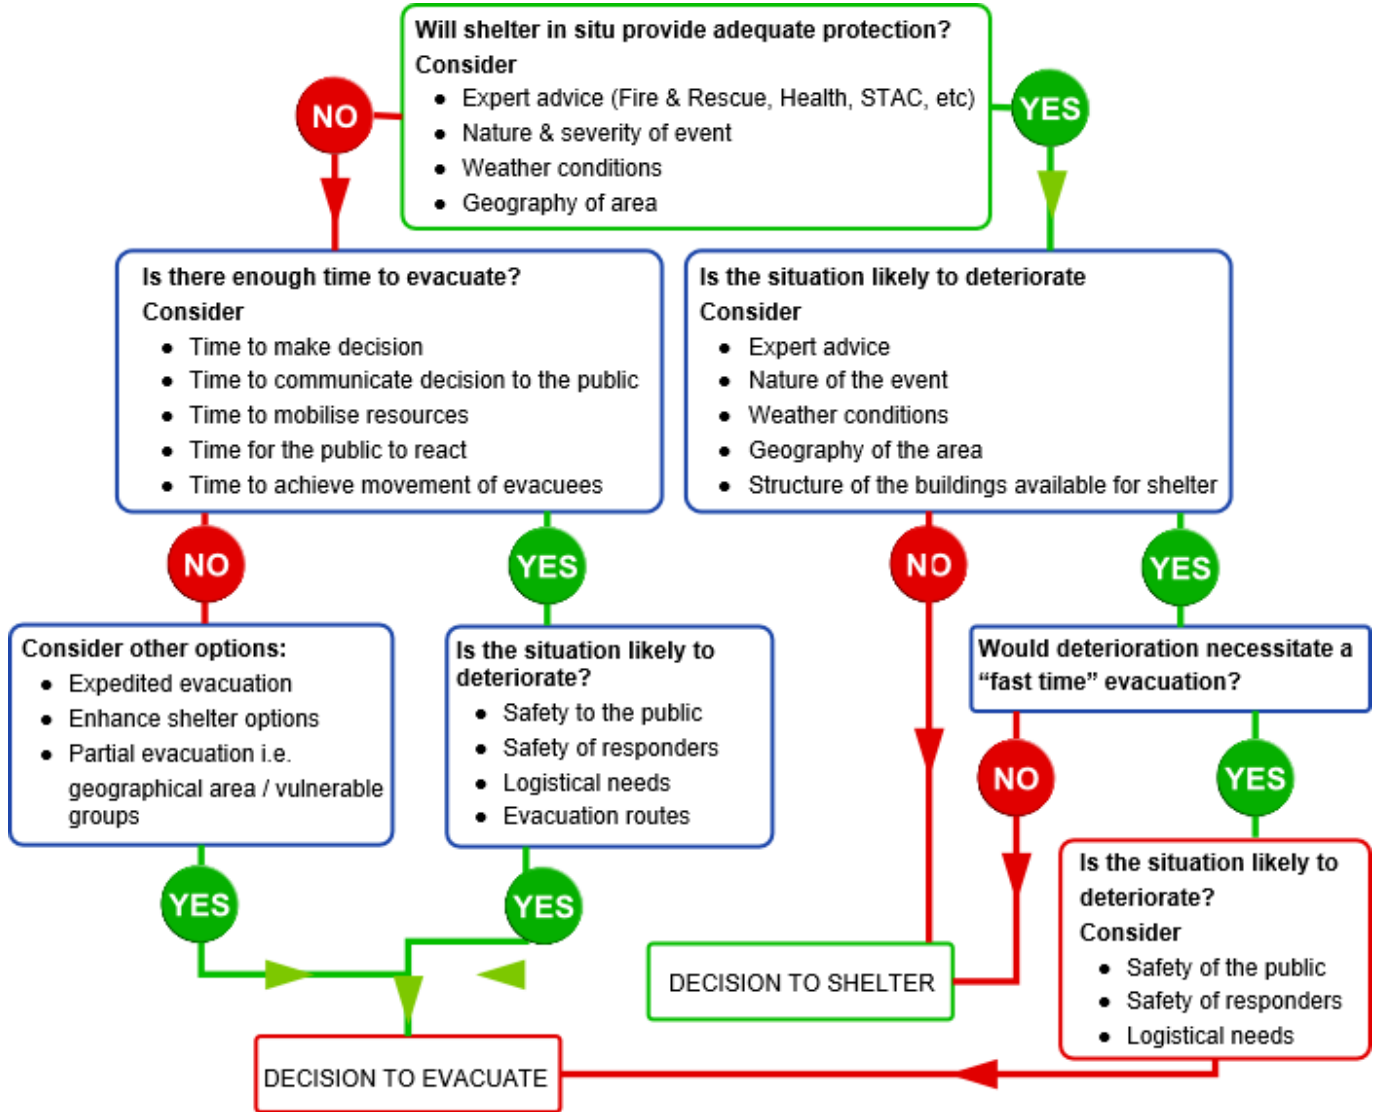 Will shelter in situ provide adequate protection?
Consider
● Expert advice (Fire & Rescue, Health, STAC, etc)
● Nature & severity of event
● Weather conditions
● Geography of area
NO
YES
Is there enough time to evacuate?
Consider
● Time to make decision
● Time to communicate decision to the public
● Time to mobilise resources
● Time for the public to react
● Time to achieve movement of evacuees
Is the situation likely to deteriorate
Consider
● Expert advice
● Nature of the event
● Weather conditions
● Geography of the area
● Structure of the buildings available for shelter
NO
YES
NO
YES
Consider other options:
● Expedited evacuation
● Enhance shelter options
● Partial evacuation i.e.
geographical area / vulnerable
groups
Is the situation likely to
deteriorate?
● Safety to the public
● Safety of responders
● Logistical needs
● Evacuation routes
Would deterioration necessitate a
“fast time” evacuation?
NO
YES
YES
YES
Is the situation likely to
deteriorate?
Consider
● Safety of the public
● Safety of responders
● Logistical needs
DECISION TO SHELTER
DECISION TO EVACUATE